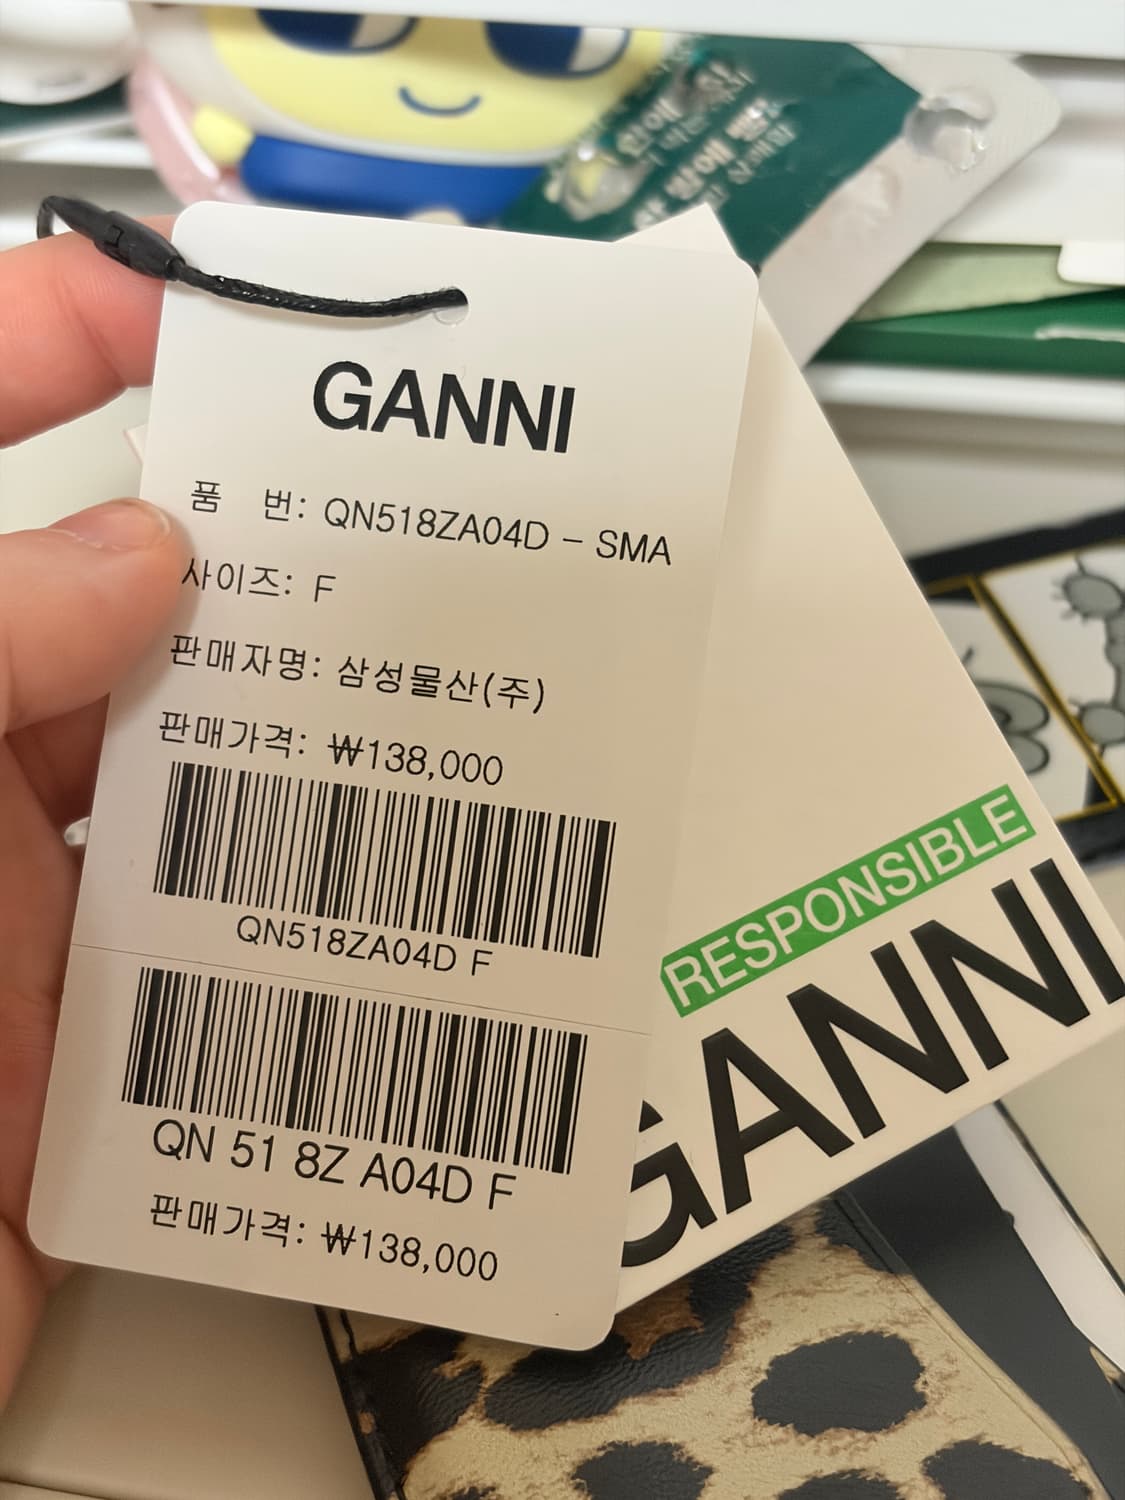 GANNI
품 번: QN518ZA04D - SMA
사이즈: F
판매자명: 삼성물산(주)
판매가격: ₩138,000
QN518ZA04D F
QN 51 8Z A04D F
판매가격: ₩138,000
RESPONSIBLE
GANNI